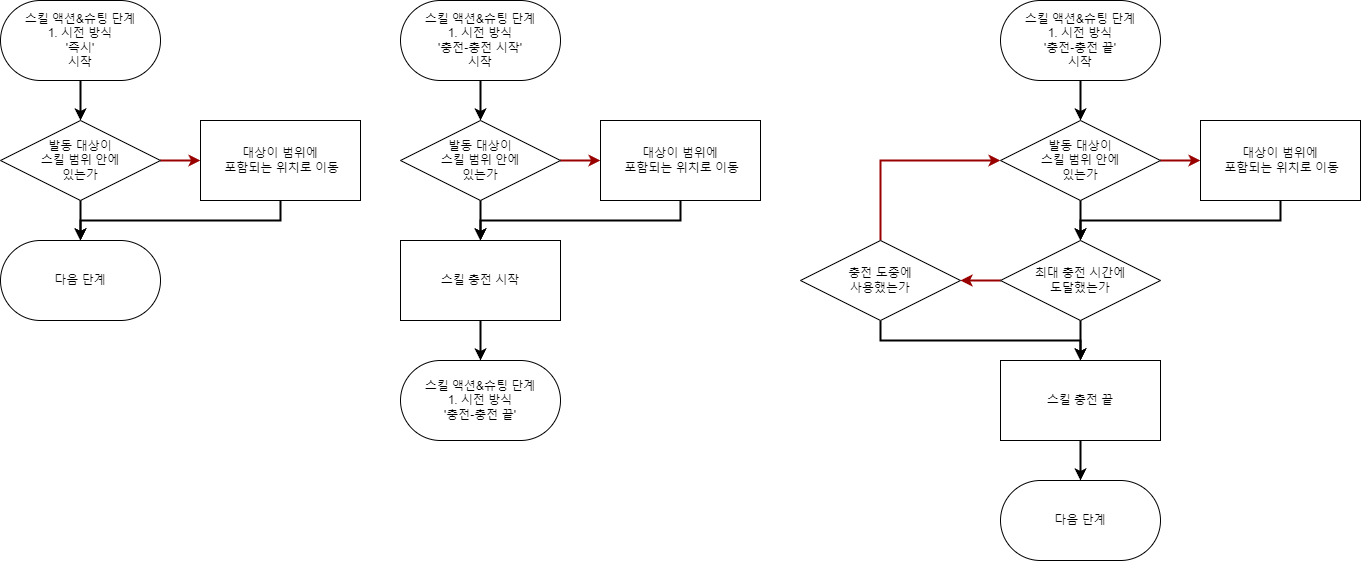 스킬 액션&슈팅 단계
1. 시전 방식
'즉시'
시작
발동 대상이
스킬 범위 안에
있는가
대상이 범위에
포함되는 위치로 이동
다음 단계
스킬 액션&슈팅 단계
1. 시전 방식
'충전-충전 시작'
시작
발동 대상이
스킬 범위 안에
있는가
대상이 범위에
포함되는 위치로 이동
스킬 충전 시작
스킬 액션&슈팅 단계
1. 시전 방식
'충전-충전 끝'
스킬 액션&슈팅 단계
1. 시전 방식
'충전-충전 끝'
시작
발동 대상이
스킬 범위 안에
있는가
대상이 범위에
포함되는 위치로 이동
충전 도중에
사용했는가
최대 충전 시간에
도달했는가
스킬 충전 끝
다음 단계